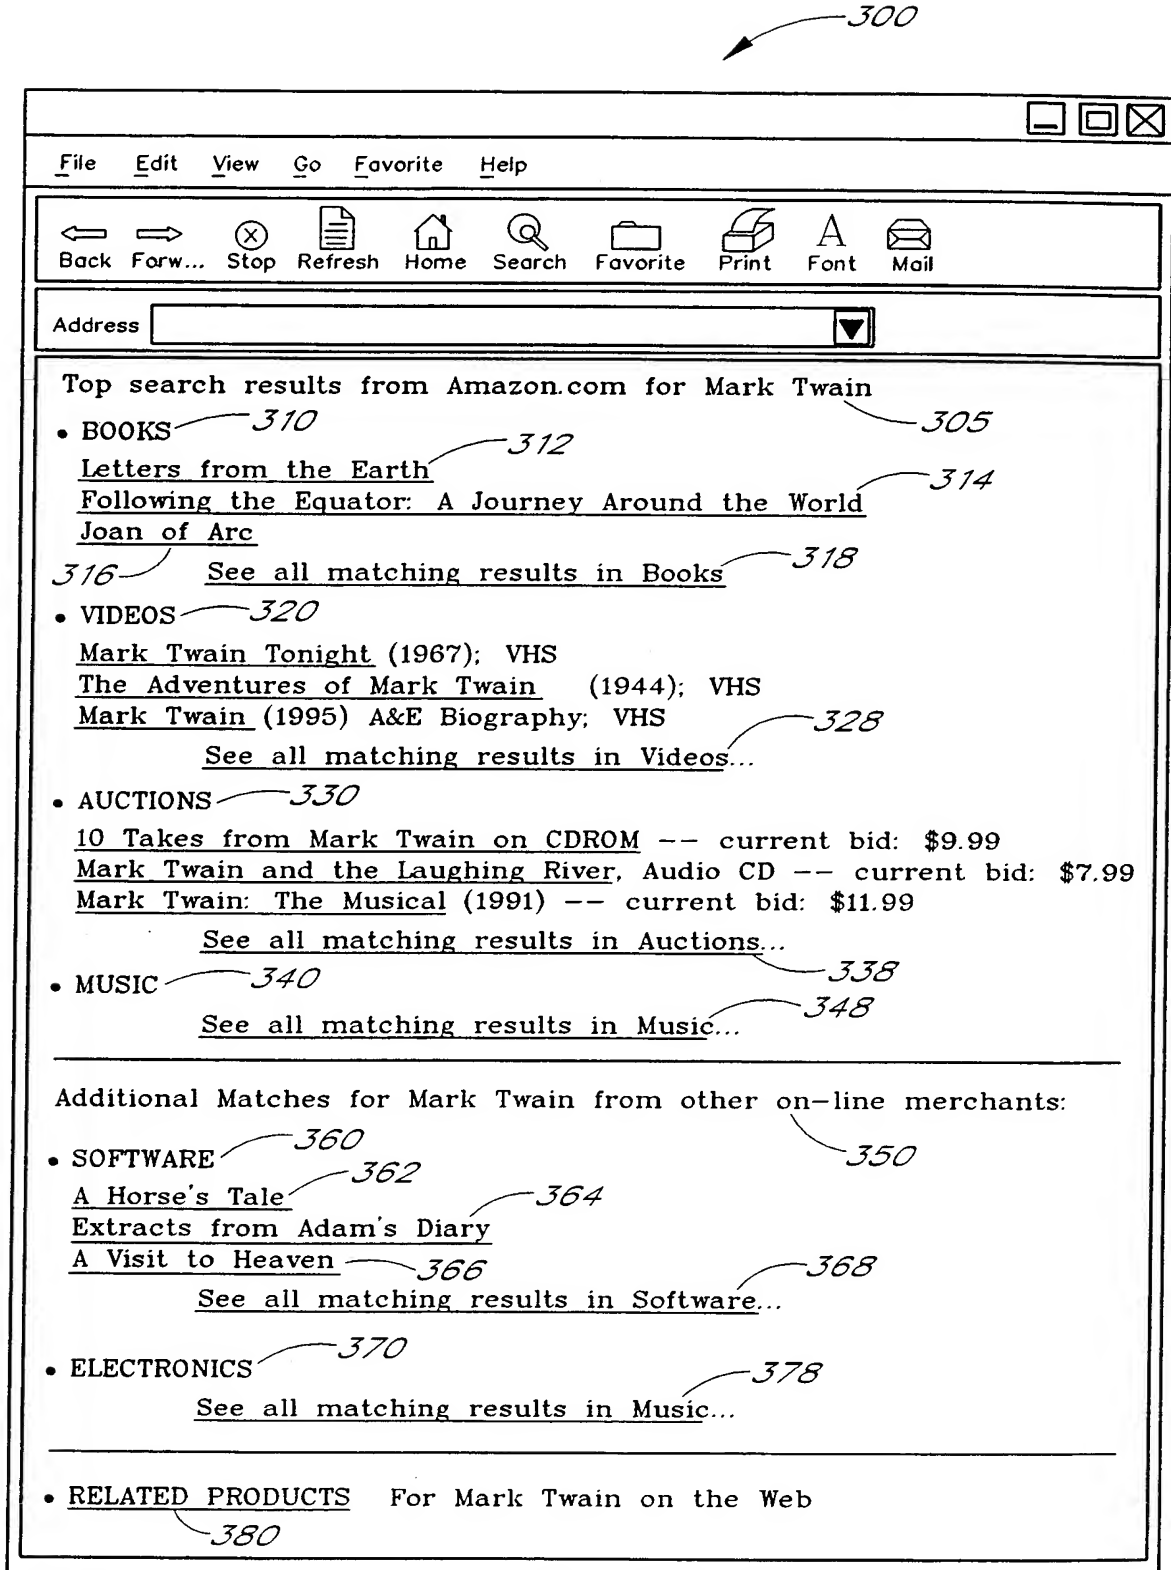 300
File Edit View Go Favorite Help
Back Forw... Stop Refresh Home Search Favorite Print Font Mail
A
Address
Top search results from Amazon.com for Mark Twain
305
• BOOKS 310
312
Letters from the Earth
314
Following the Equator: A Journey Around the World
Joan of Arc
316 See all matching results in Books 318
• VIDEOS 320
Mark Twain Tonight (1967); VHS
The Adventures of Mark Twain (1944); VHS
Mark Twain (1995) A&E Biography; VHS
328
See all matching results in Videos...
• AUCTIONS 330
10 Takes from Mark Twain on CDROM -- current bid: $9.99
Mark Twain and the Laughing River, Audio CD -- current bid: $7.99
Mark Twain: The Musical (1991) -- current bid: $11.99
See all matching results in Auctions...
338
• MUSIC 340
348
See all matching results in Music...
Additional Matches for Mark Twain from other on-line merchants:
350
• SOFTWARE 360
362
A Horse's Tale
364
Extracts from Adam's Diary
A Visit to Heaven 366
368
See all matching results in Software...
• ELECTRONICS 370
378
See all matching results in Music...
• RELATED PRODUCTS For Mark Twain on the Web
380